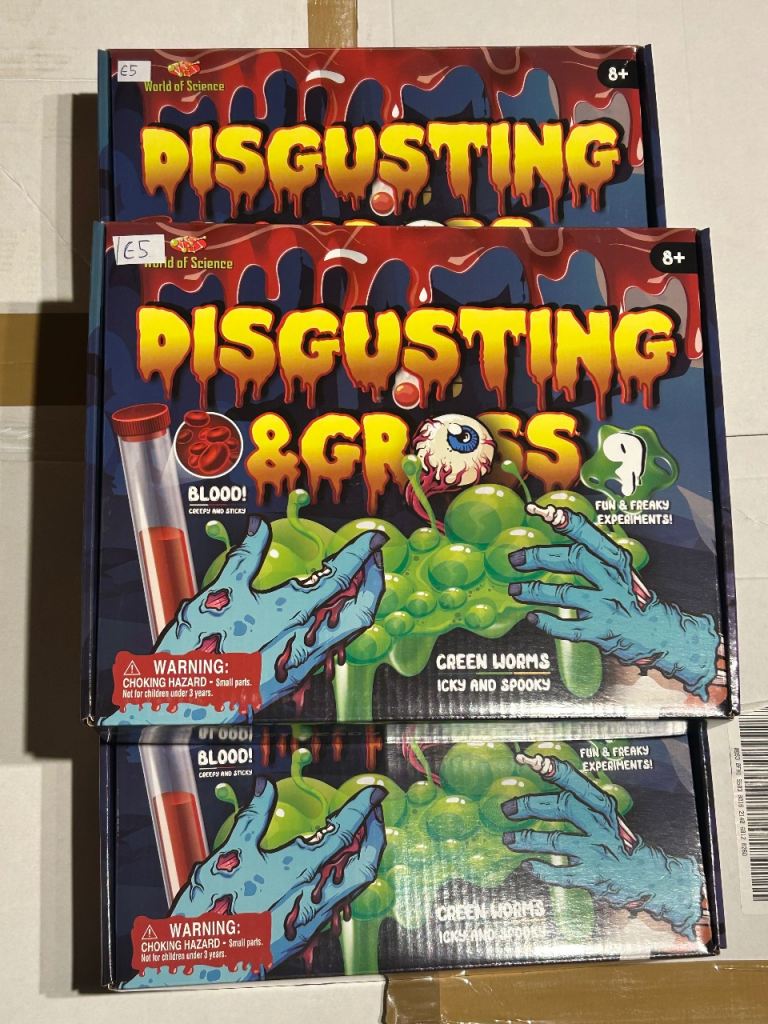 £5
World of Science
8+
DISGUSTING
£5
World of Science
8+
DISGUSTING
& GROSS
9
BLOOD!
CREEPY AND STICKY
FUN & FREAKY
EXPERIMENTS!
GREEN WORMS
ICKY AND SPOOKY
WARNING:
CHOKING HAZARD - Small parts.
Not for children under 3 years.
BLOOD!
CREEPY AND STICKY
FUN & FREAKY
EXPERIMENTS!
GREEN WORMS
ICKY AND SPOOKY
WARNING:
CHOKING HAZARD - Small parts.
Not for children under 3 years.